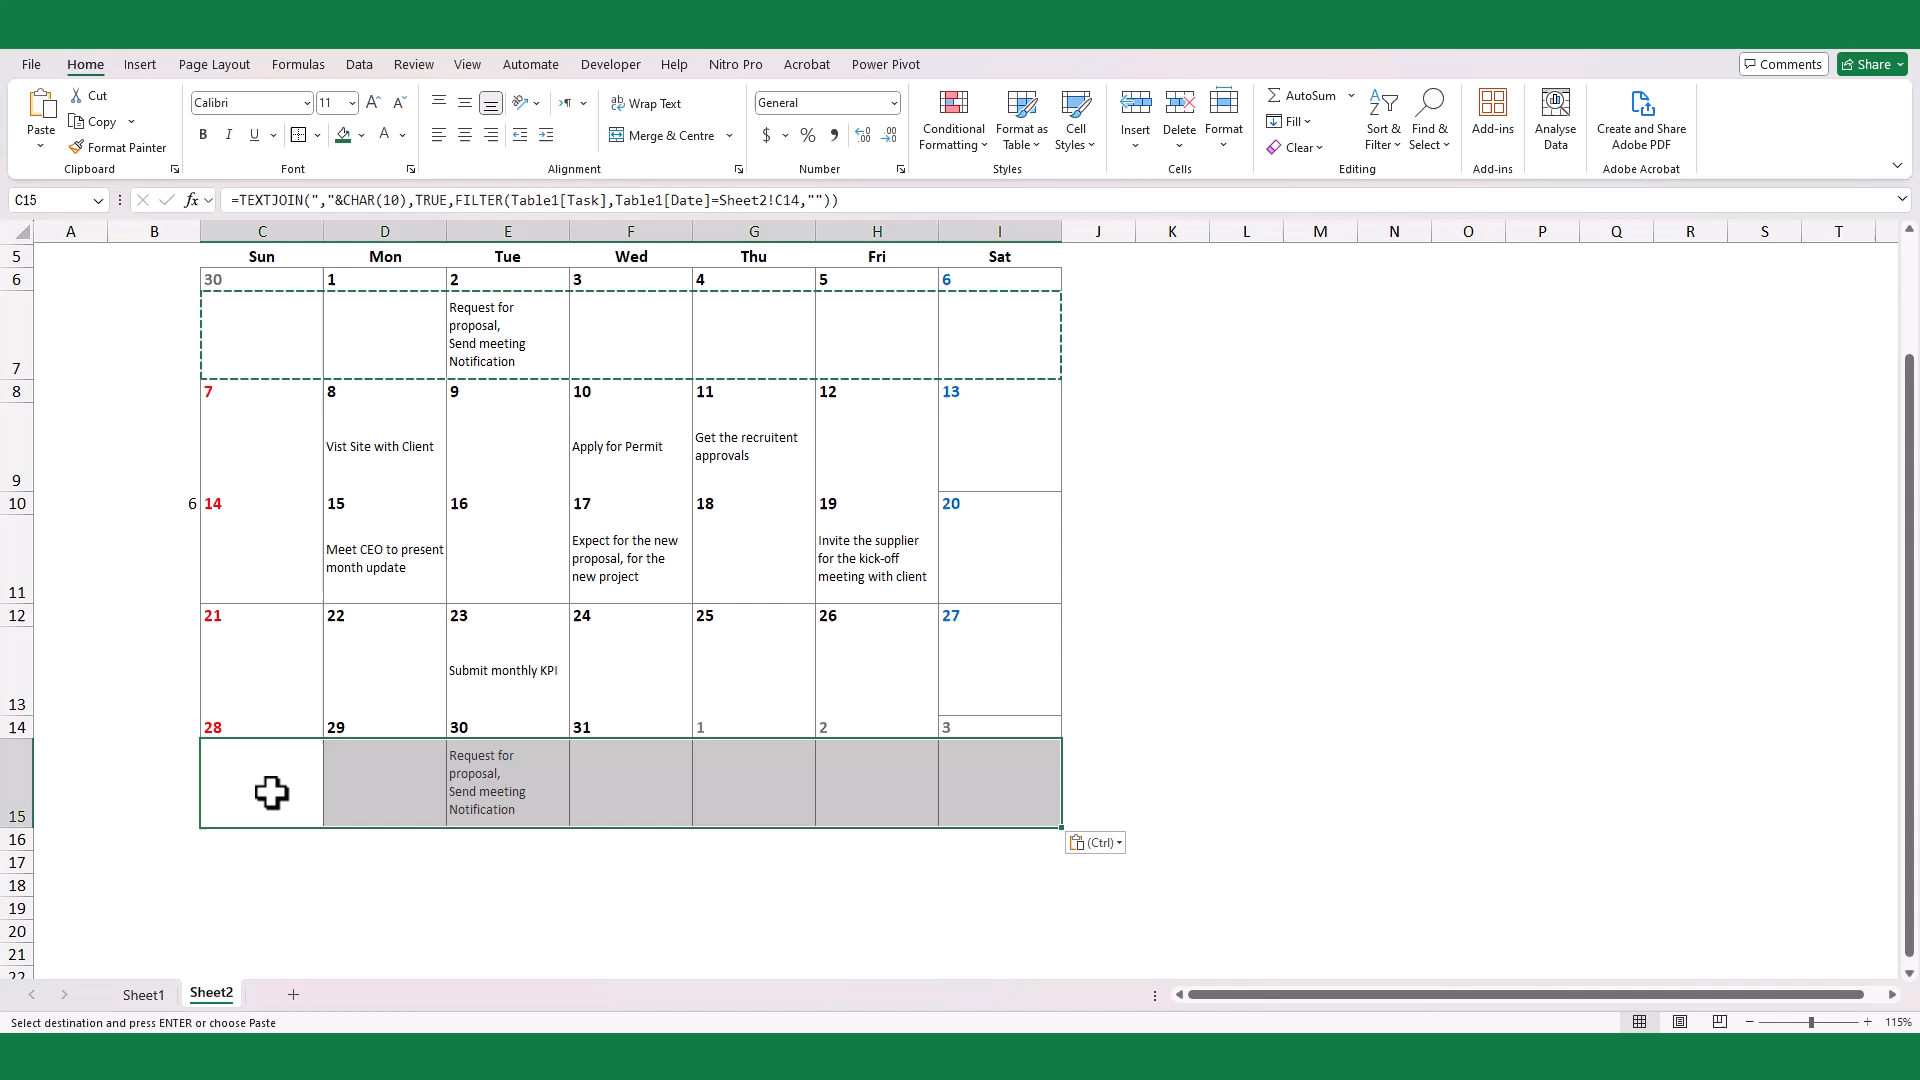 File Home Insert Page Layout Formulas Data Review View Automate Developer Help Nitro Pro Acrobat Power Pivot Comments Share
Paste
Cut
Copy
Format Painter
Clipboard
Calibri 11 A A
B I U A
Font
Wrap Text
Merge & Centre
Alignment
General
$ %
Number
Conditional
Formatting
Format as
Table
Cell
Styles
Styles
Insert
Delete
Format
Cells
AutoSum
Fill
Clear
Sort &
Filter
Find &
Select
Editing
Add-ins
Add-ins
Analyse
Data
Create and Share
Adobe PDF
Adobe Acrobat
C15 fx =TEXTJOIN(","&CHAR(10),TRUE,FILTER(Table1[Task],Table1[Date]=Sheet2!C14,""))
A B C D E F G H I J K L M N O P Q R S T
5 Sun Mon Tue Wed Thu Fri Sat
6 30 1 2 3 4 5 6
7
Request for
proposal,
Send meeting
Notification
8 7 8 9 10 11 12 13
9
Vist Site with Client
Apply for Permit
Get the recruitent
approvals
10 6 14 15 16 17 18 19 20
11
Meet CEO to present
month update
Expect for the new
proposal, for the
new project
Invite the supplier
for the kick-off
meeting with client
12 21 22 23 24 25 26 27
13
Submit monthly KPI
14 28 29 30 31 1 2 3
15
Request for
proposal,
Send meeting
Notification
(Ctrl)
16
17
18
19
20
21
22
Sheet1 Sheet2
Select destination and press ENTER or choose Paste
115%